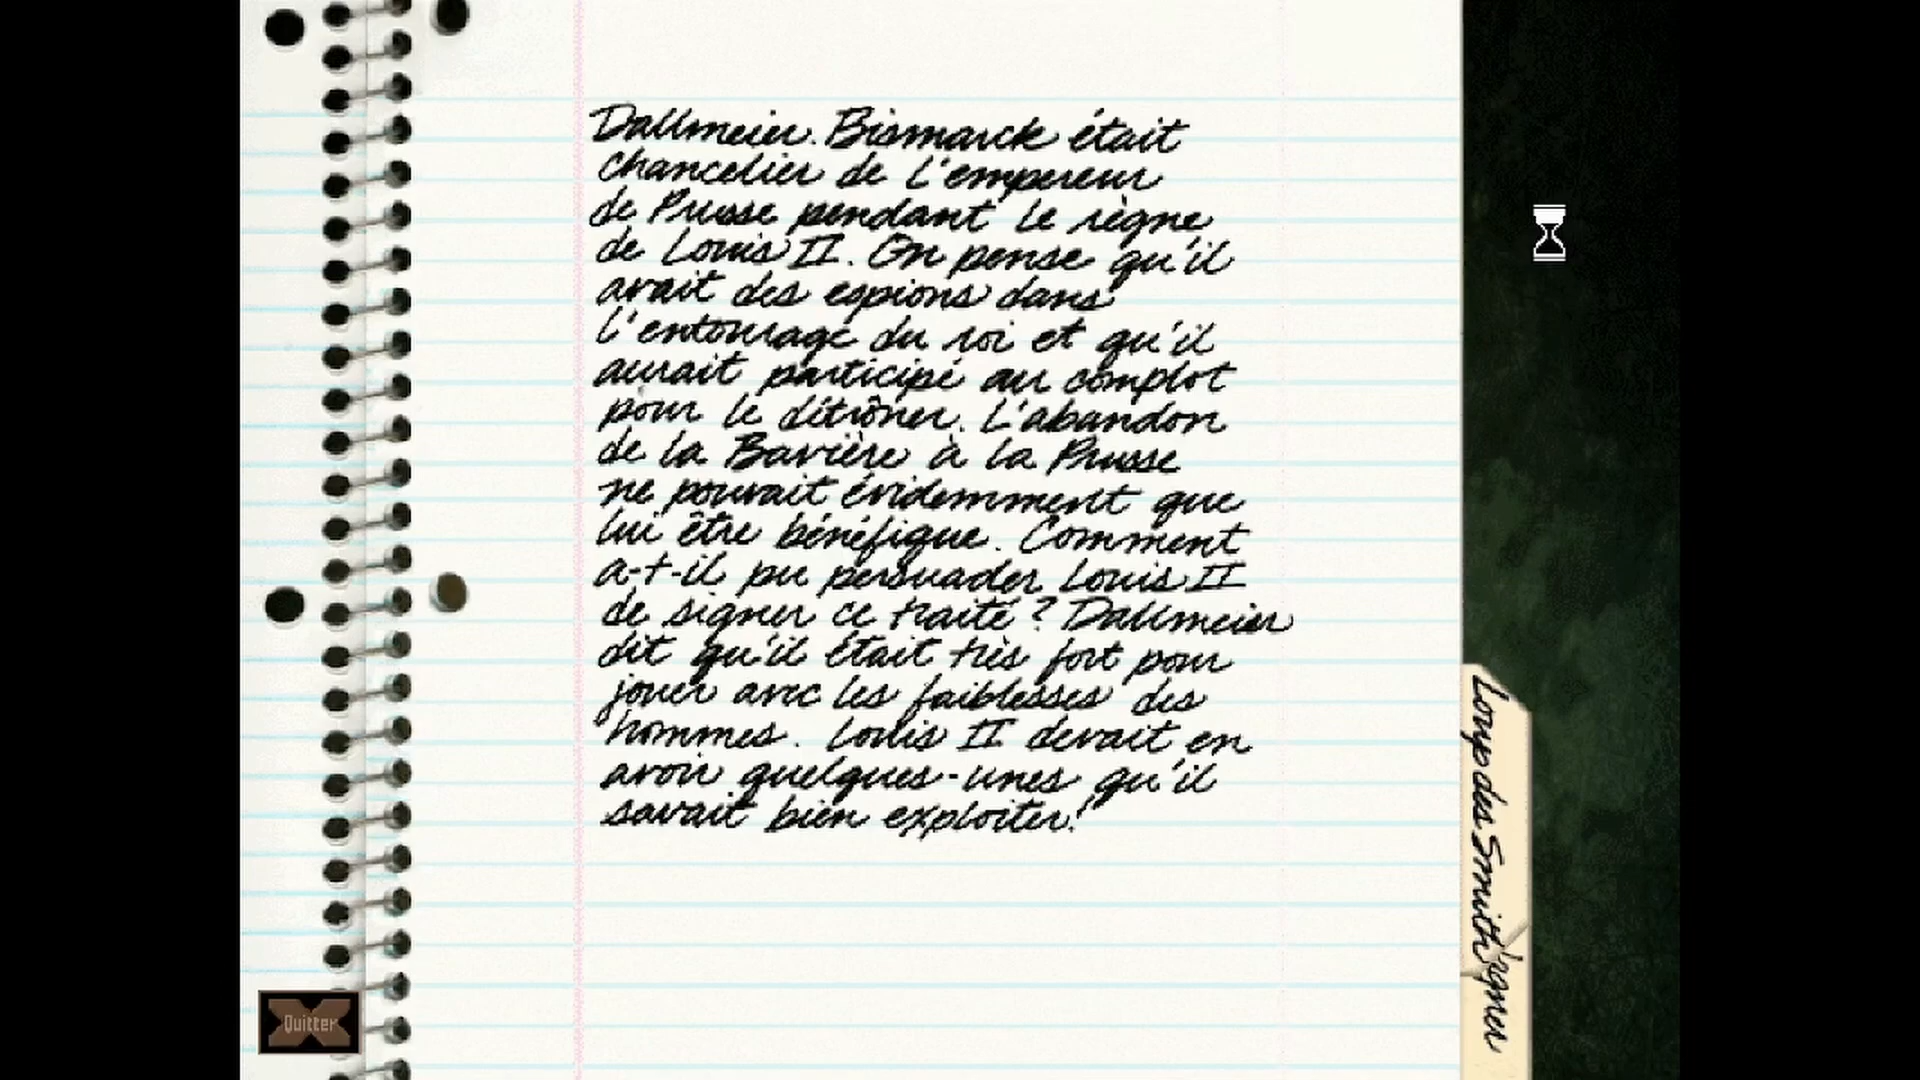 Dallmeier. Bismarck était
chancelier de l'empereur
de Prusse pendant le règne
de Louis II. On pense qu'il
avait des espions dans
l'entourage du roi et qu'il
aurait participé au complot
pour le détrôner. L'abandon
de la Bavière à la Prusse
ne pouvait évidemment que
lui être bénéfique. Comment
a-t-il pu persuader Louis II
de signer ce traité ? Dallmeier
dit qu'il était très fort pour
jouer avec les faiblesses des
hommes. Louis II devait en
avoir quelques-unes qu'il
savait bien exploiter!
Loups des Smith
Quitter